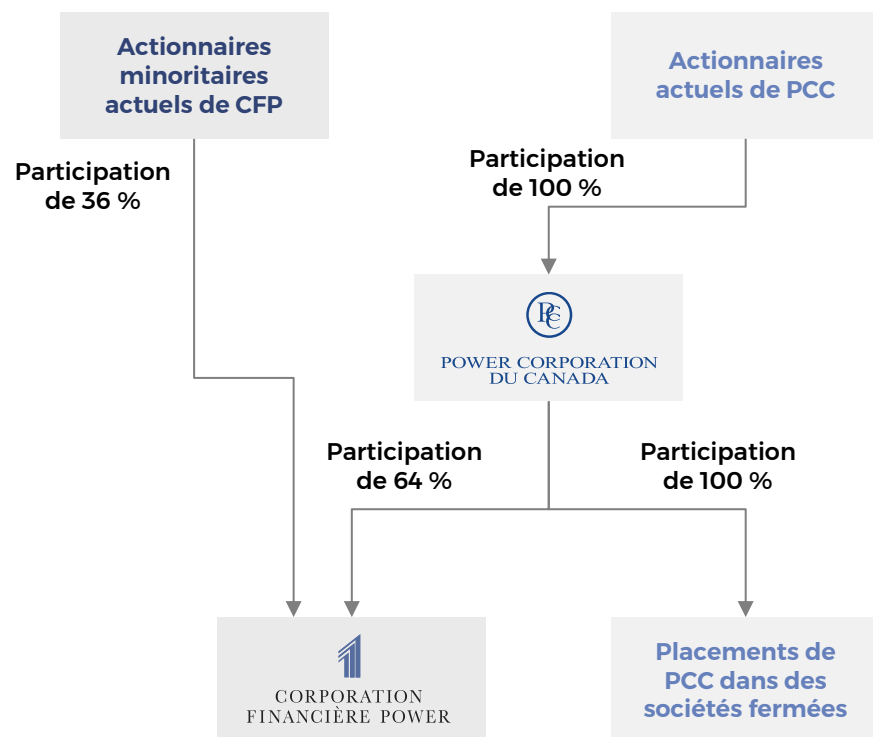 Actionnaires
minoritaires
actuels de CFP
Actionnaires
actuels de PCC
Participation
de 36 %
Participation
de 100 %
PCC
POWER CORPORATION
DU CANADA
Participation
de 64 %
Participation
de 100 %
CORPORATION
FINANCIÈRE POWER
Placements de
PCC dans des
sociétés fermées